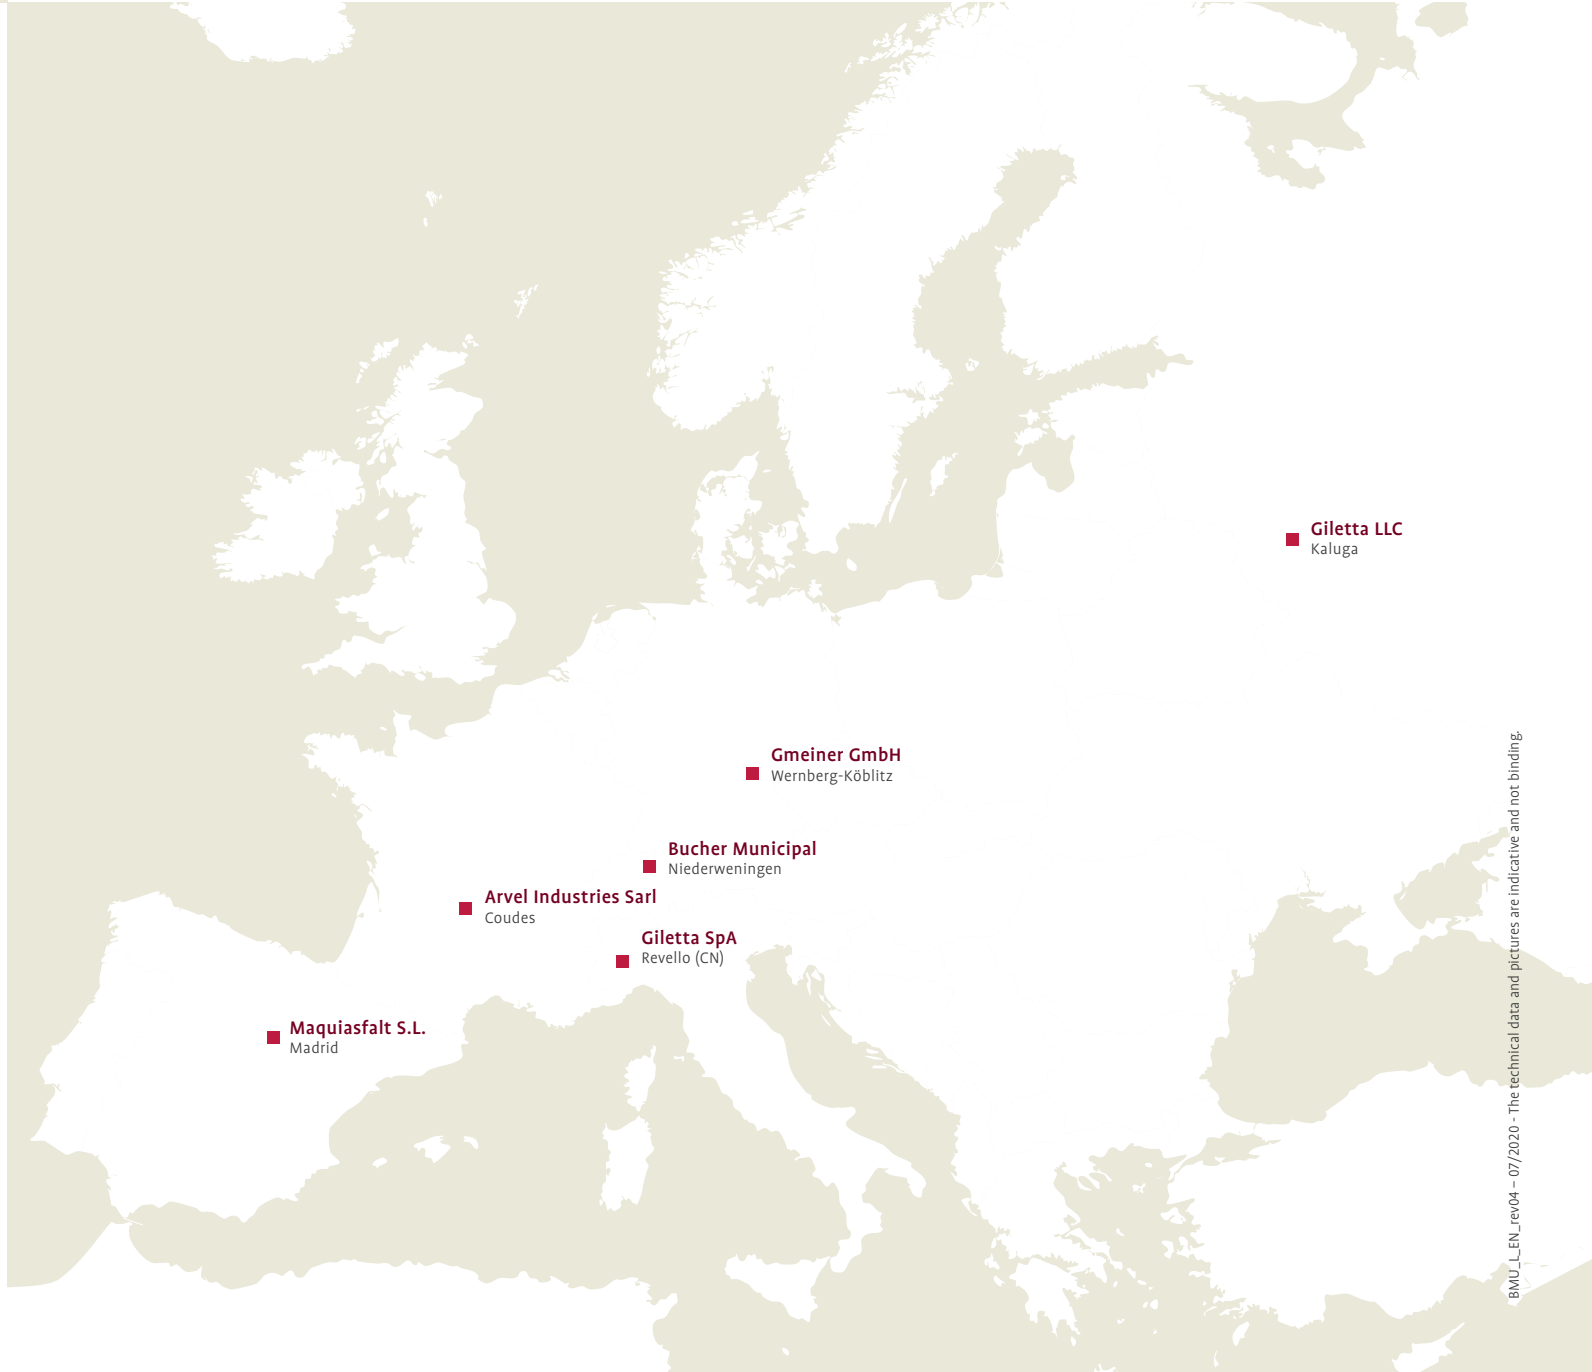 Giletta LLC
Kaluga
Gmeiner GmbH
Wernberg-Köblitz
Bucher Municipal
Niederweningen
Arvel Industries Sarl
Coudes
Giletta SpA
Revello (CN)
Maquiasfalt S.L.
Madrid
BMU_L_EN_rev04 – 07/2020 - The technical data and pictures are indicative and not binding.